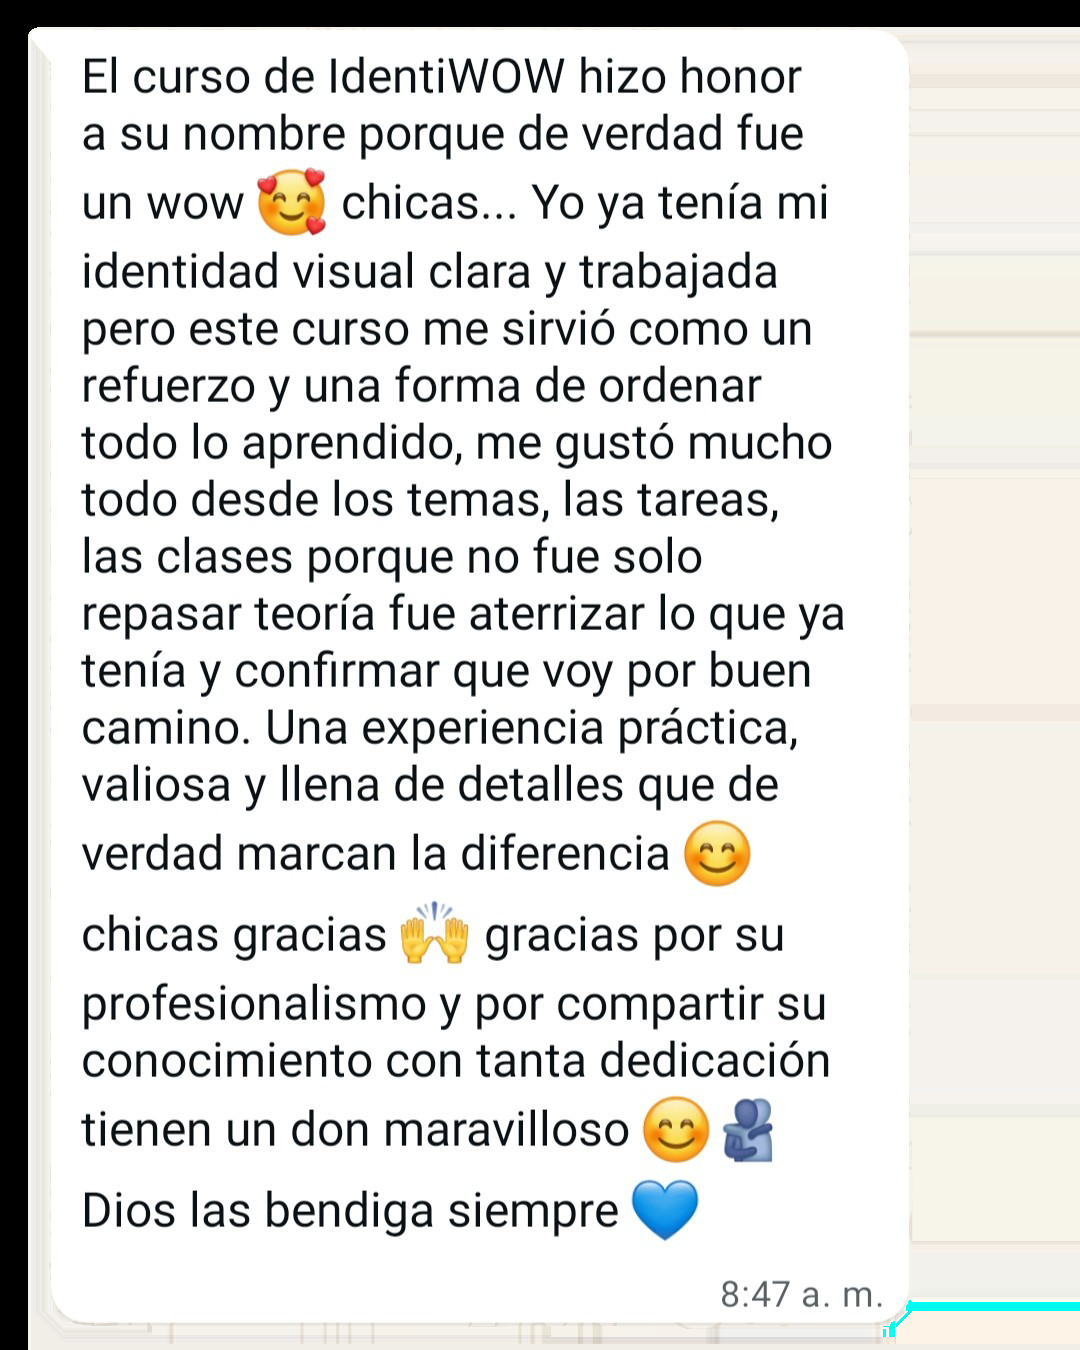 El curso de IdentiWOW hizo honor
a su nombre porque de verdad fue
un wow 🥰 chicas... Yo ya tenía mi
identidad visual clara y trabajada
pero este curso me sirvió como un
refuerzo y una forma de ordenar
todo lo aprendido, me gustó mucho
todo desde los temas, las tareas,
las clases porque no fue solo
repasar teoría fue aterrizar lo que ya
tenía y confirmar que voy por buen
camino. Una experiencia práctica,
valiosa y llena de detalles que de
verdad marcan la diferencia 😊
chicas gracias 🙌 gracias por su
profesionalismo y por compartir su
conocimiento con tanta dedicación
tienen un don maravilloso 😊🫂
Dios las bendiga siempre 💙
8:47 a. m.